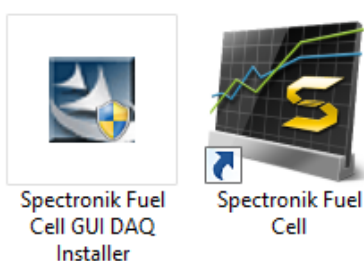 Spectronik Fuel
Cell GUI DAQ
Installer
S
Spectronik Fuel
Cell